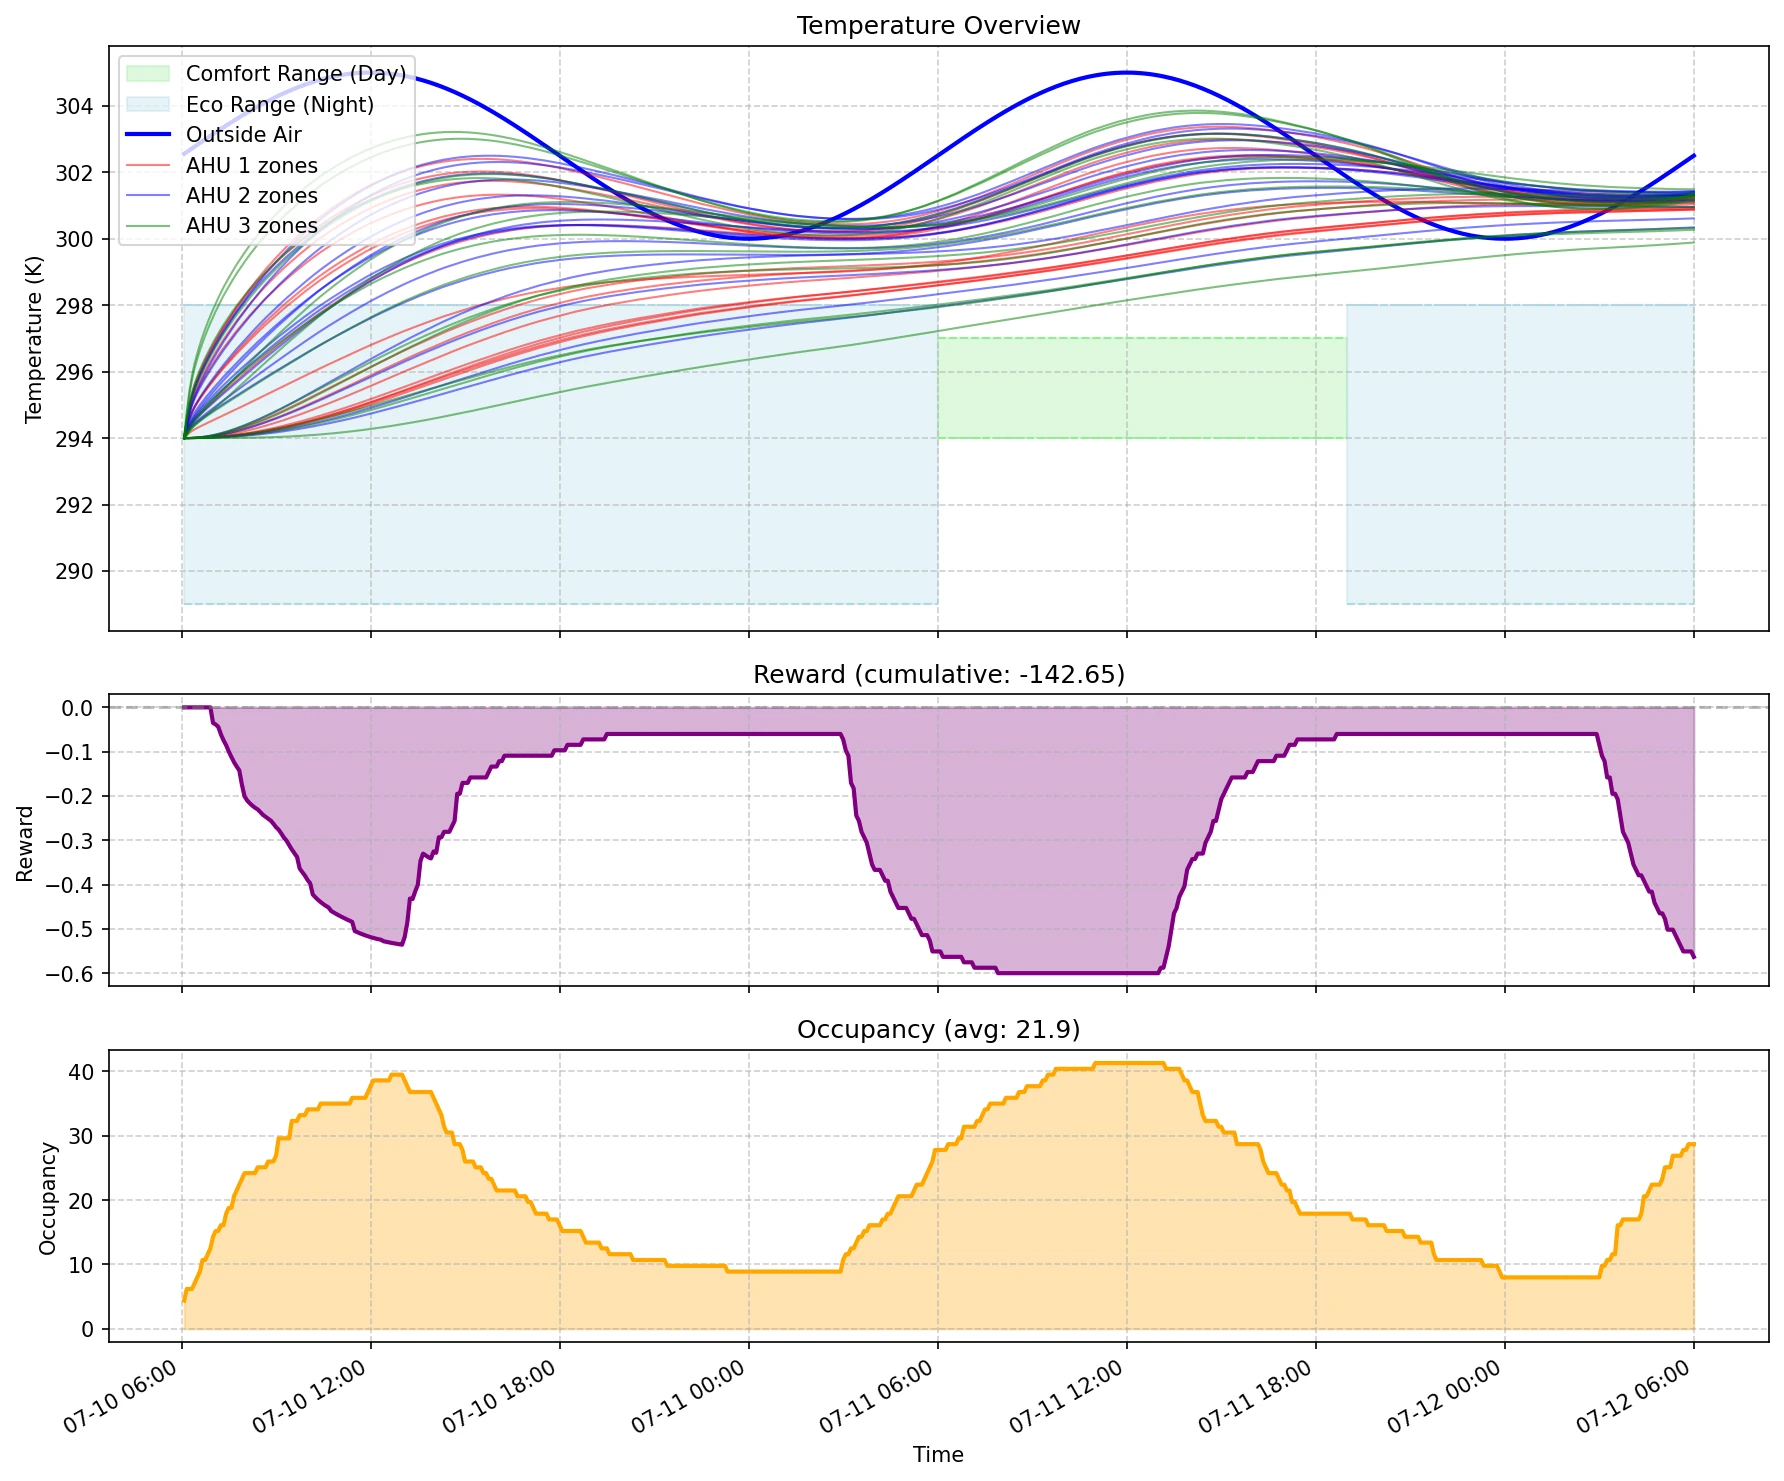 Temperature Overview
Comfort Range (Day)
Eco Range (Night)
Outside Air
AHU 1 zones
AHU 2 zones
AHU 3 zones
Temperature (K)
304
302
300
298
296
294
292
290
Reward (cumulative: -142.65)
Reward
0.0
−0.1
−0.2
−0.3
−0.4
−0.5
−0.6
Occupancy (avg: 21.9)
Occupancy
40
30
20
10
0
07-10 06:00
07-10 12:00
07-10 18:00
07-11 00:00
07-11 06:00
07-11 12:00
07-11 18:00
07-12 00:00
07-12 06:00
Time